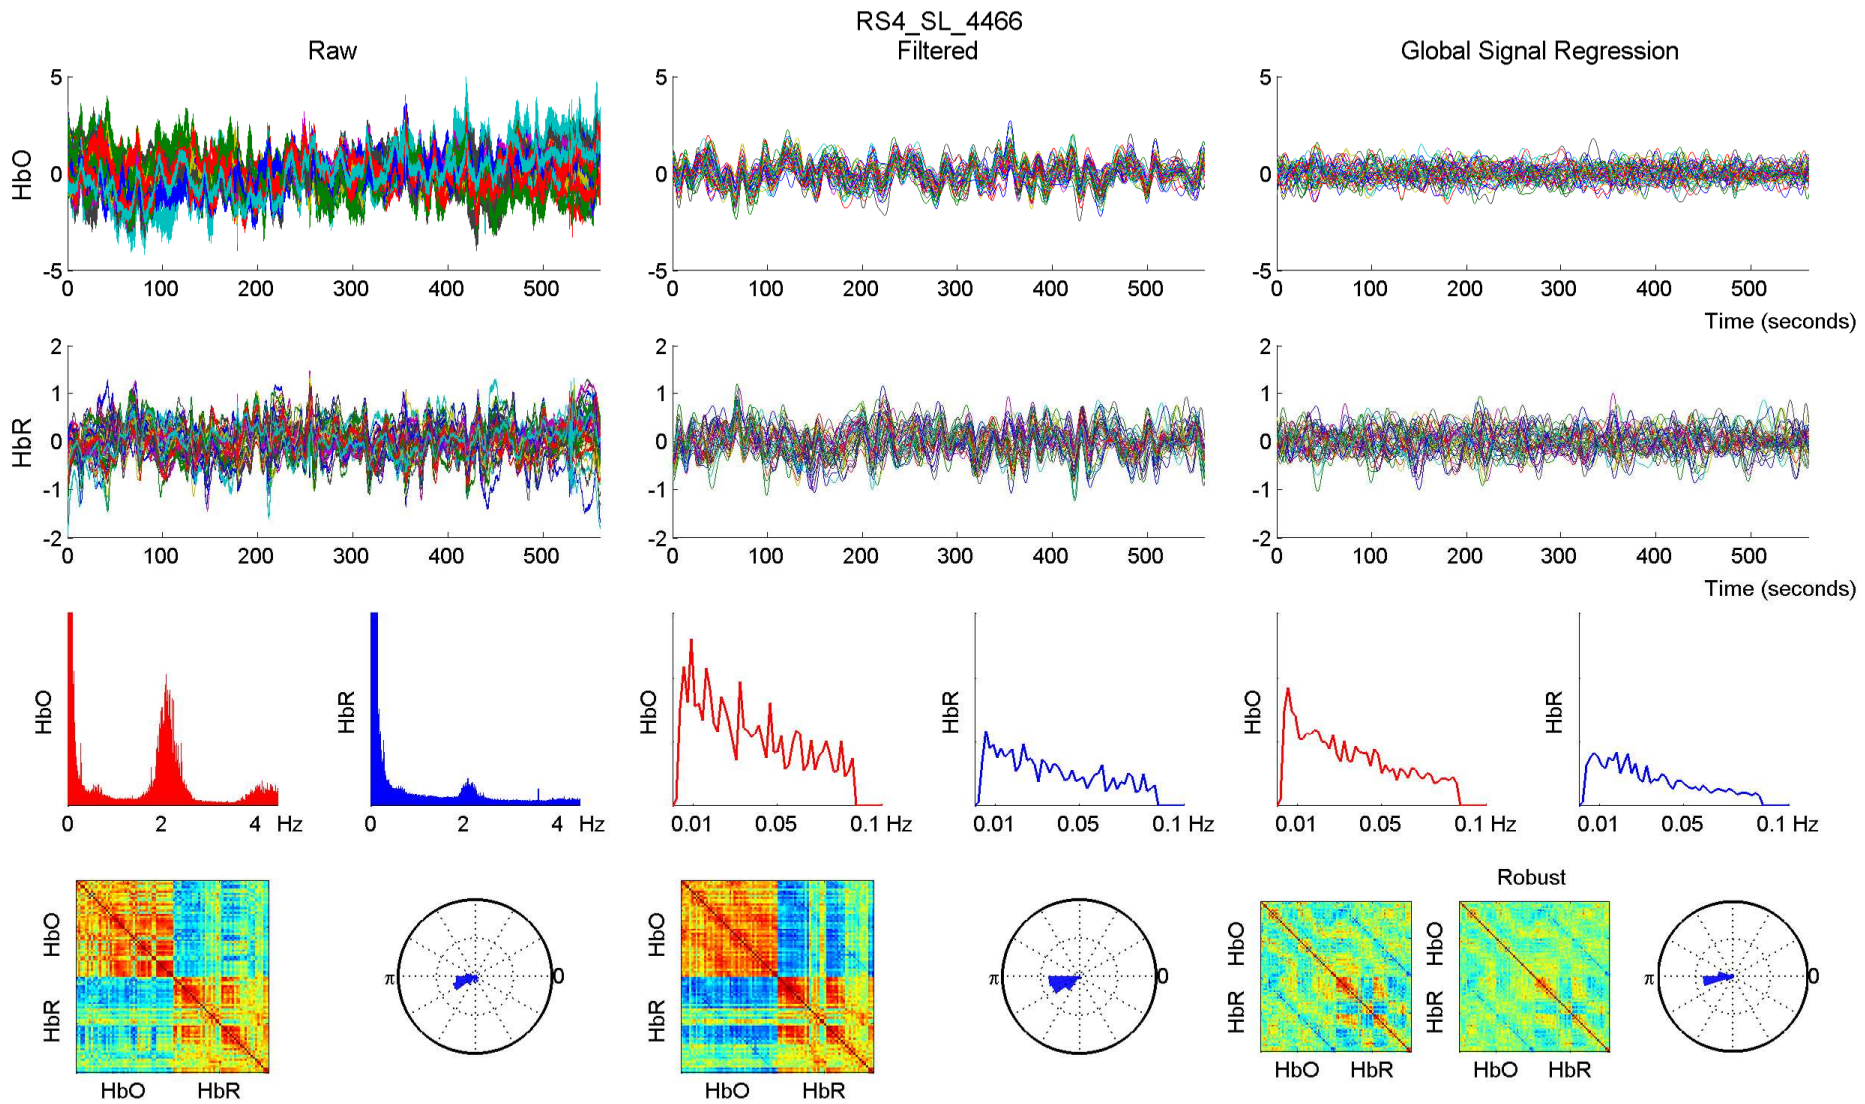 RS4_SL_4466
Raw Filtered Global Signal Regression
HbO
5 0 -5
0 100 200 300 400 500
5 0 -5
0 100 200 300 400 500
5 0 -5
0 100 200 300 400 500
Time (seconds)
HbR
2 1 0 -1 -2
0 100 200 300 400 500
2 1 0 -1 -2
0 100 200 300 400 500
2 1 0 -1 -2
0 100 200 300 400 500
Time (seconds)
HbO
0 2 4 Hz
HbR
0 2 4 Hz
HbO
0.01 0.05 0.1 Hz
HbR
0.01 0.05 0.1 Hz
HbO
0.01 0.05 0.1 Hz
HbR
0.01 0.05 0.1 Hz
HbO
HbR
HbO HbR
π 0
HbO
HbR
HbO HbR
π 0
HbO
HbR
HbO HbR
Robust
HbO
HbR
HbO HbR
π 0